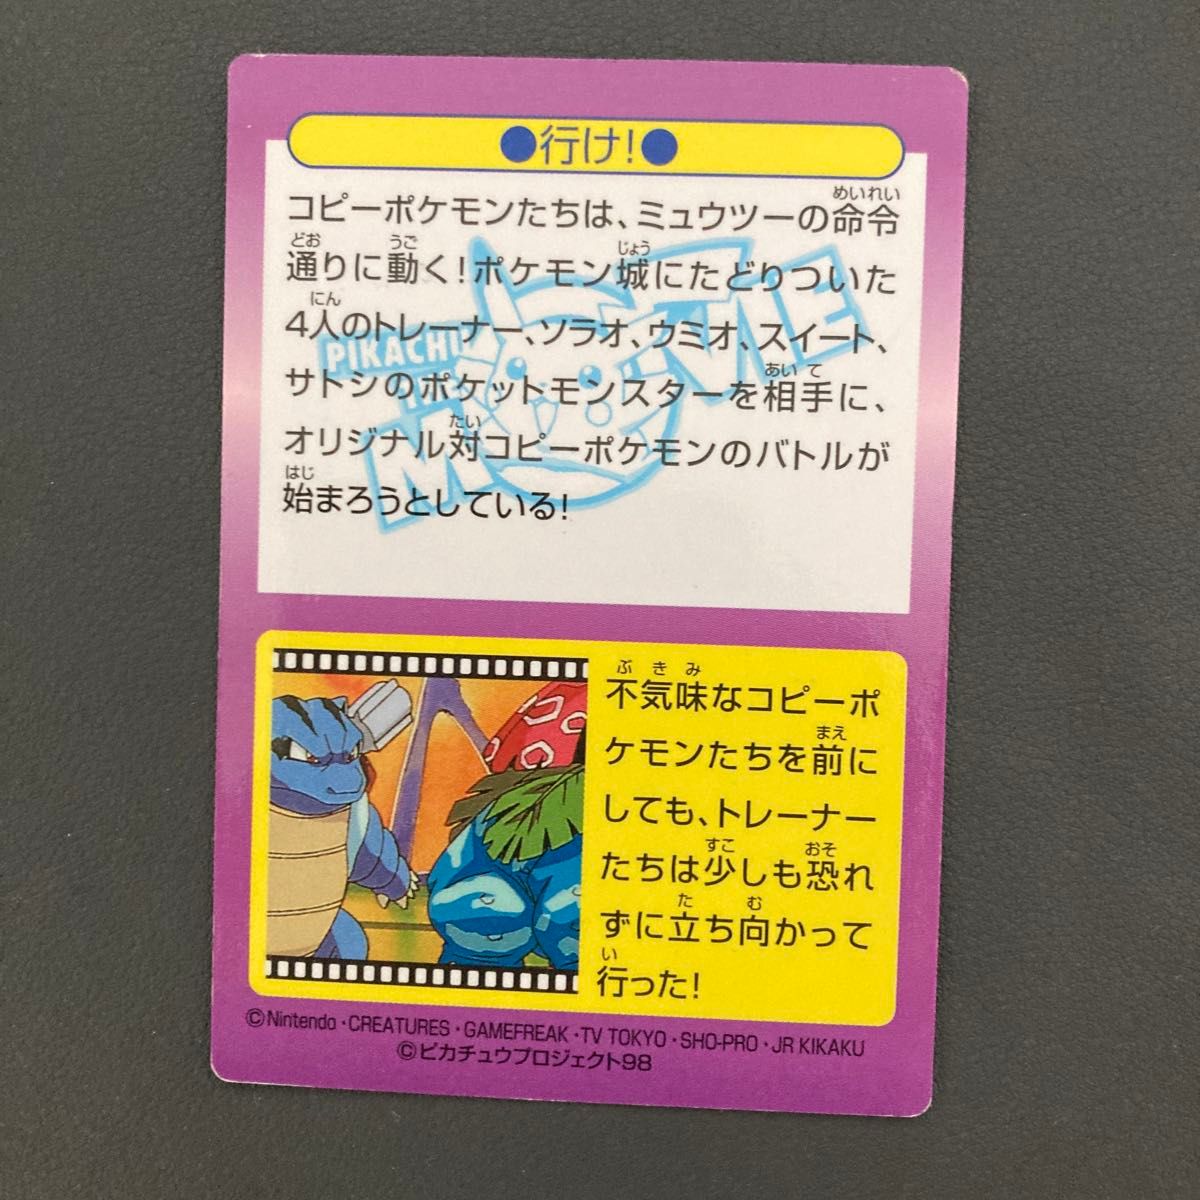 ●行け!●
コピーポケモンたちは、ミュウツーの命令
通りに動く!ポケモン城にたどりついた
4人のトレーナー、ソラオ、ウミオ、スイート、
サトシのポケットモンスターを相手に、
オリジナル対コピーポケモンのバトルが
始まろうとしている!
めいれい
どお
うご
じょう
にん
あいて
たい
はじ
PIKACHU
THE
MOVIE
不気味なコピーポ
ケモンたちを前に
しても、トレーナー
たちは少しも恐れ
ずに立ち向かって
行った!
ぶきみ
まえ
すこ
おそ
た
む
い
©Nintendo・CREATURES・GAMEFREAK・TV TOKYO・SHO-PRO・JR KIKAKU
©ピカチュウプロジェクト98